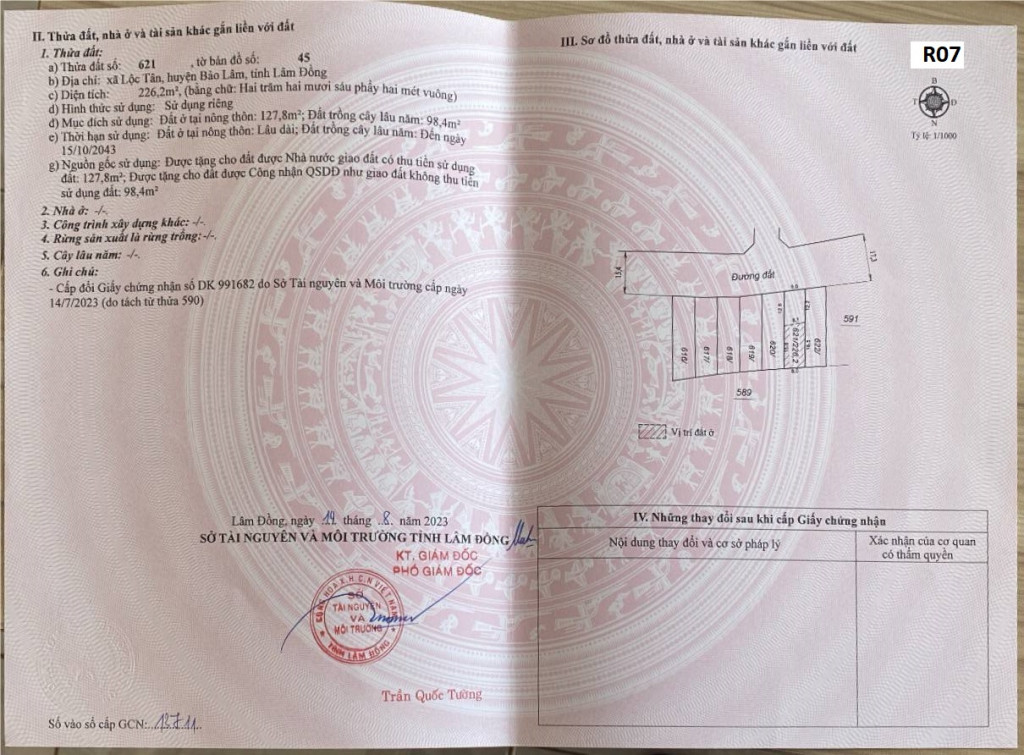 II. Thửa đất, nhà ở và tài sản khác gắn liền với đất
1. Thửa đất:
a) Thửa đất số: 621 , tờ bản đồ số: 45
b) Địa chỉ: xã Lộc Tân, huyện Bảo Lâm, tỉnh Lâm Đồng
c) Diện tích: 226,2m², (bằng chữ: Hai trăm hai mươi sáu phẩy hai mét vuông)
d) Hình thức sử dụng: Sử dụng riêng
đ) Mục đích sử dụng: Đất ở tại nông thôn: 127,8m²; Đất trồng cây lâu năm: 98,4m²
e) Thời hạn sử dụng: Đất ở tại nông thôn: Lâu dài; Đất trồng cây lâu năm: Đến ngày
15/10/2043
g) Nguồn gốc sử dụng: Được tặng cho đất được Nhà nước giao đất có thu tiền sử dụng
đất: 127,8m²; Được tặng cho đất được Công nhận QSDĐ như giao đất không thu tiền
sử dụng đất: 98,4m²
2. Nhà ở: -/-.
3. Công trình xây dựng khác: -/-.
4. Rừng sản xuất là rừng trồng:-/-.
5. Cây lâu năm: -/-.
6. Ghi chú:
- Cấp đổi Giấy chứng nhận số DK 991682 do Sở Tài nguyên và Môi trường cấp ngày
14/7/2023 (do tách từ thửa 590)
Lâm Đồng, ngày 14 tháng 8 năm 2023
SỞ TÀI NGUYÊN VÀ MÔI TRƯỜNG TỈNH LÂM ĐỒNG
KT. GIÁM ĐỐC
PHÓ GIÁM ĐỐC
CỘNG HÒA X.H.C.N VIỆT NAM
SỞ
TÀI NGUYÊN
VÀ
MÔI TRƯỜNG
TỈNH LÂM ĐỒNG
Trần Quốc Tường
Số vào sổ cấp GCN:
III. Sơ đồ thửa đất, nhà ở và tài sản khác gắn liền với đất
R07
B
T Đ
N
Tỷ lệ 1/1000
Đường đất
17,3
616/
617/
618/
619/
620/
621/226,2
622/
591
589
Vị trí đất ở
IV. Những thay đổi sau khi cấp Giấy chứng nhận
Nội dung thay đổi và cơ sở pháp lý
Xác nhận của cơ quan
có thẩm quyền